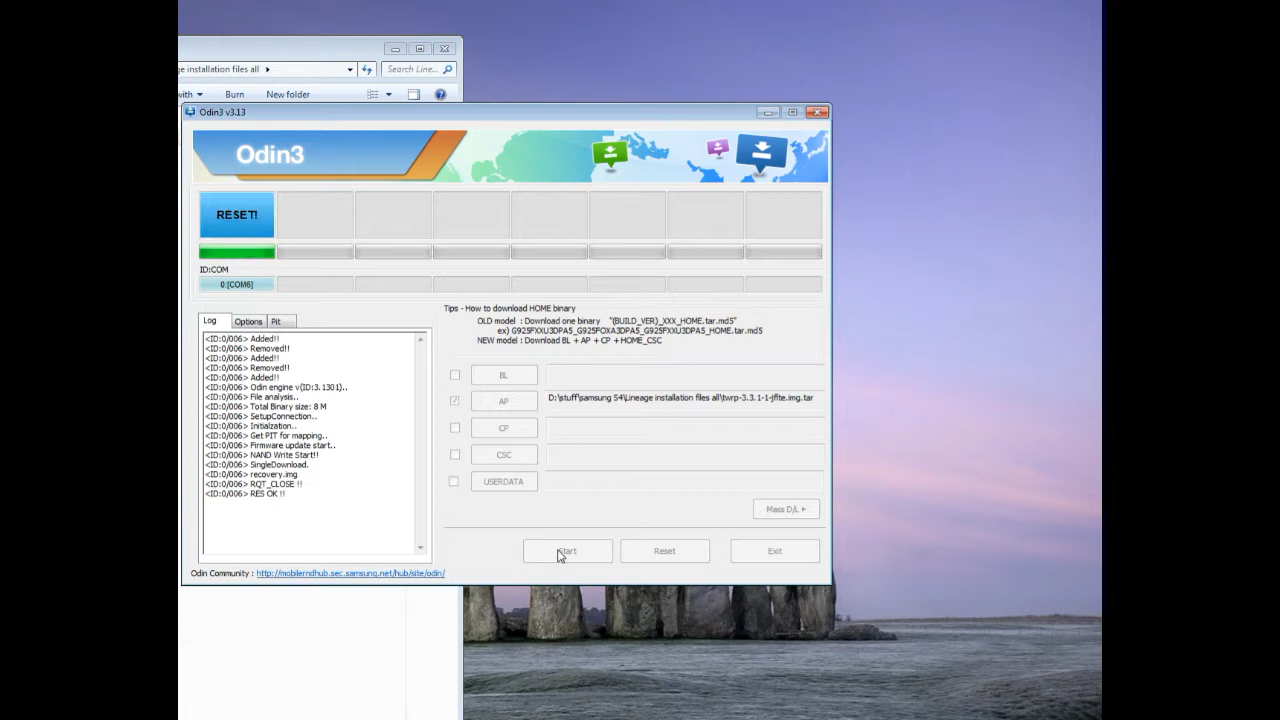 ge installation files all
Search Line...
with
Burn
New folder
Odin3 v3.13
Odin3
RESET!
ID:COM
0:[COM6]
Log
Options
Pit
<ID:0/006> Added!!
<ID:0/006> Removed!!
<ID:0/006> Added!!
<ID:0/006> Removed!!
<ID:0/006> Added!!
<ID:0/006> Odin engine v(ID:3.1301)..
<ID:0/006> File analysis..
<ID:0/006> Total Binary size: 8 M
<ID:0/006> SetupConnection..
<ID:0/006> Initialzation..
<ID:0/006> Get PIT for mapping..
<ID:0/006> Firmware update start..
<ID:0/006> NAND Write Start!!
<ID:0/006> SingleDownload.
<ID:0/006> recovery.img
<ID:0/006> RQT_CLOSE !!
<ID:0/006> RES OK !!
Tips - How to download HOME binary
OLD model : Download one binary "(BUILD_VER)_XXX_HOME.tar.md5"
ex) G925FXXU3DPA5_G925FOXA3DPA5_G925FXXU3DPA5_HOME.tar.md5
NEW model : Download BL + AP + CP + HOME_CSC
BL
AP
D:\stuff\samsung S4\Lineage installation files all\twrp-3.3.1-1-jflte.img.tar
CP
CSC
USERDATA
Mass D/L
Start
Reset
Exit
Odin Community : http://mobilerndhub.sec.samsung.net/hub/site/odin/